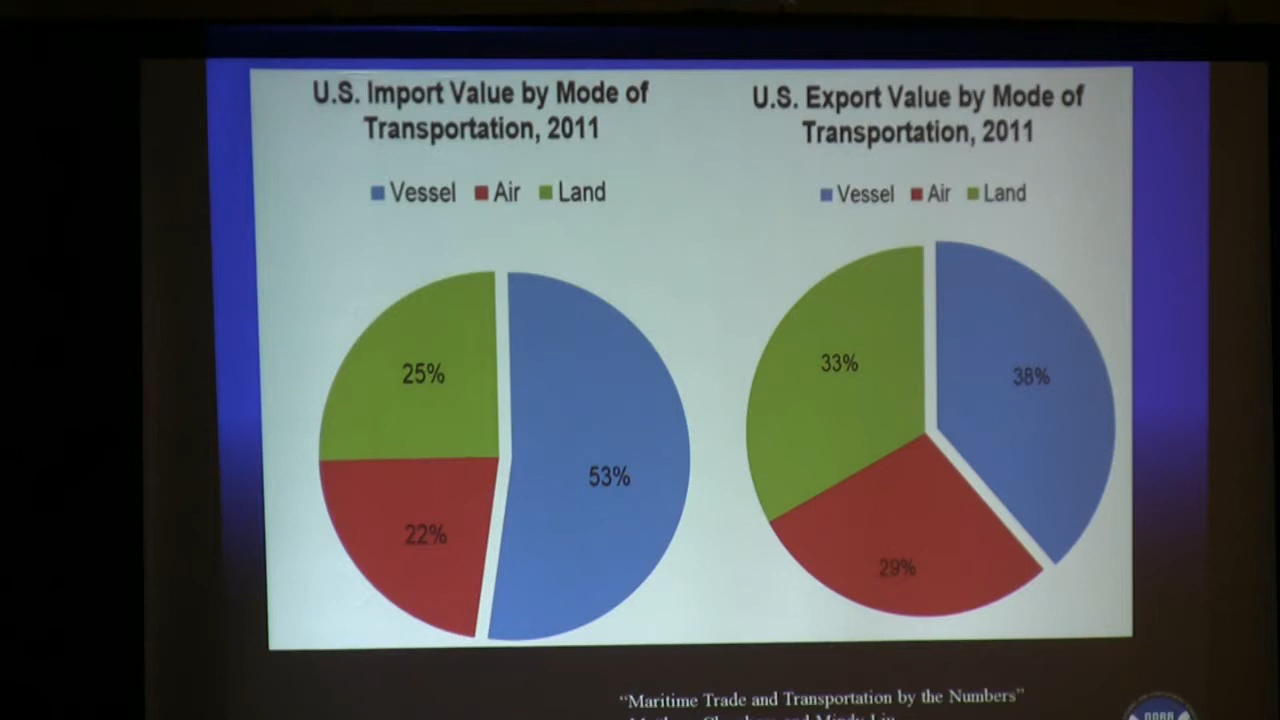 U.S. Import Value by Mode of
Transportation, 2011
Vessel Air Land
25%
53%
22%
U.S. Export Value by Mode of
Transportation, 2011
Vessel Air Land
33%
38%
29%
“Maritime Trade and Transportation by the Numbers”